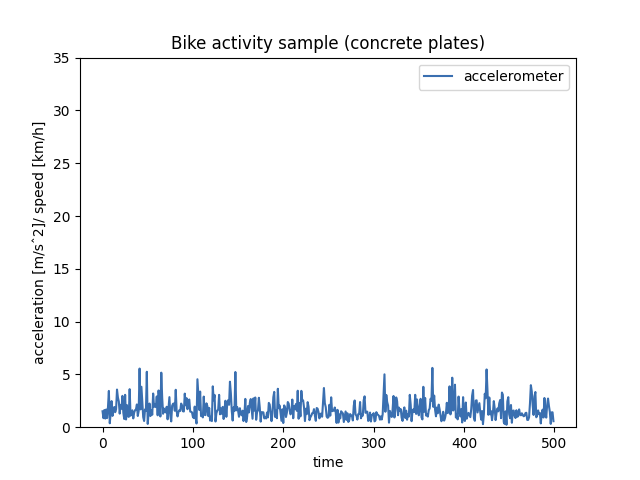 Bike activity sample (concrete plates)
35
accelerometer
30
25
20
15
10
5
0
acceleration [m/sˆ2]/ speed [km/h]
0 100 200 300 400 500
time